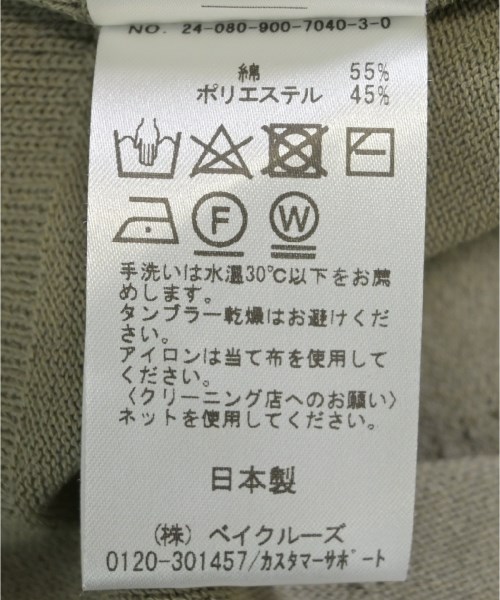 NO. 24-080-900-7040-3-0
綿 55%
ポリエステル 45%
F W
手洗いは水温30℃以下をお薦
めします。
タンブラー乾燥はお避けくだ
さい。
アイロンは当て布を使用して
ください。
〈クリーニング店へのお願い〉
ネットを使用してください。
日本製
(株) ベイクルーズ
0120-301457/カスタマーサポート